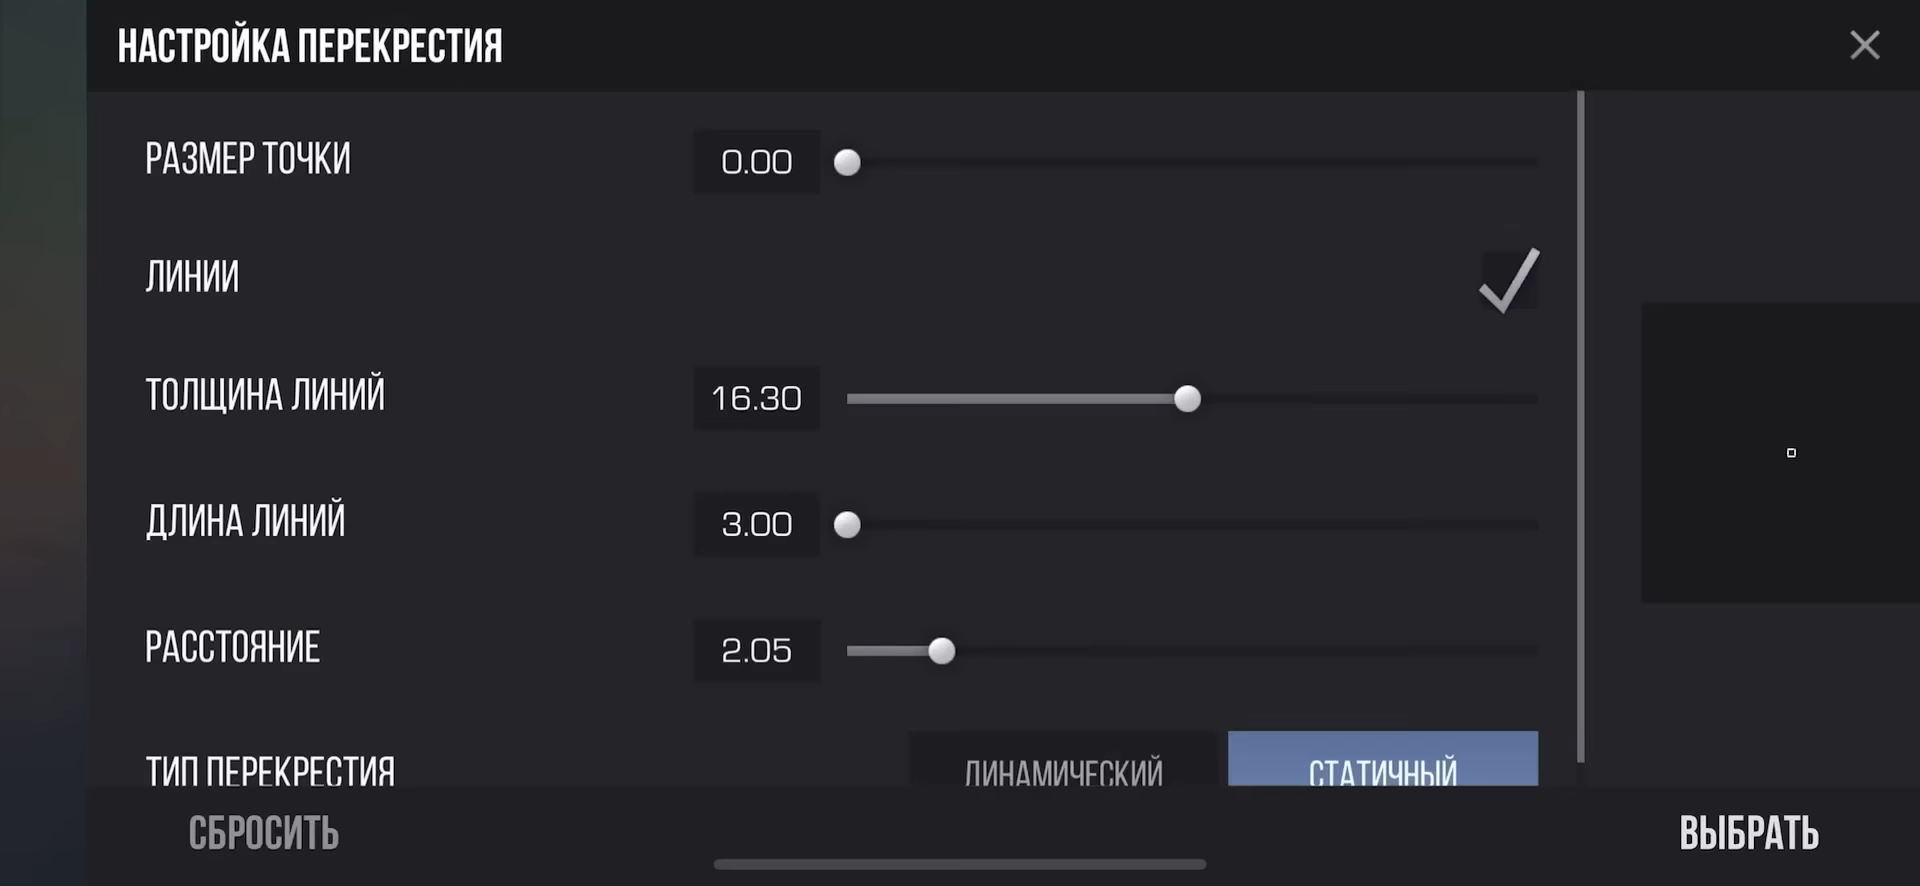 НАСТРОЙКА ПЕРЕКРЕСТИЯ
РАЗМЕР ТОЧКИ 0.00
ЛИНИИ
ТОЛЩИНА ЛИНИЙ 16.30
ДЛИНА ЛИНИЙ 3.00
РАССТОЯНИЕ 2.05
ТИП ПЕРЕКРЕСТИЯ ДИНАМИЧЕСКИЙ СТАТИЧНЫЙ
СБРОСИТЬ ВЫБРАТЬ